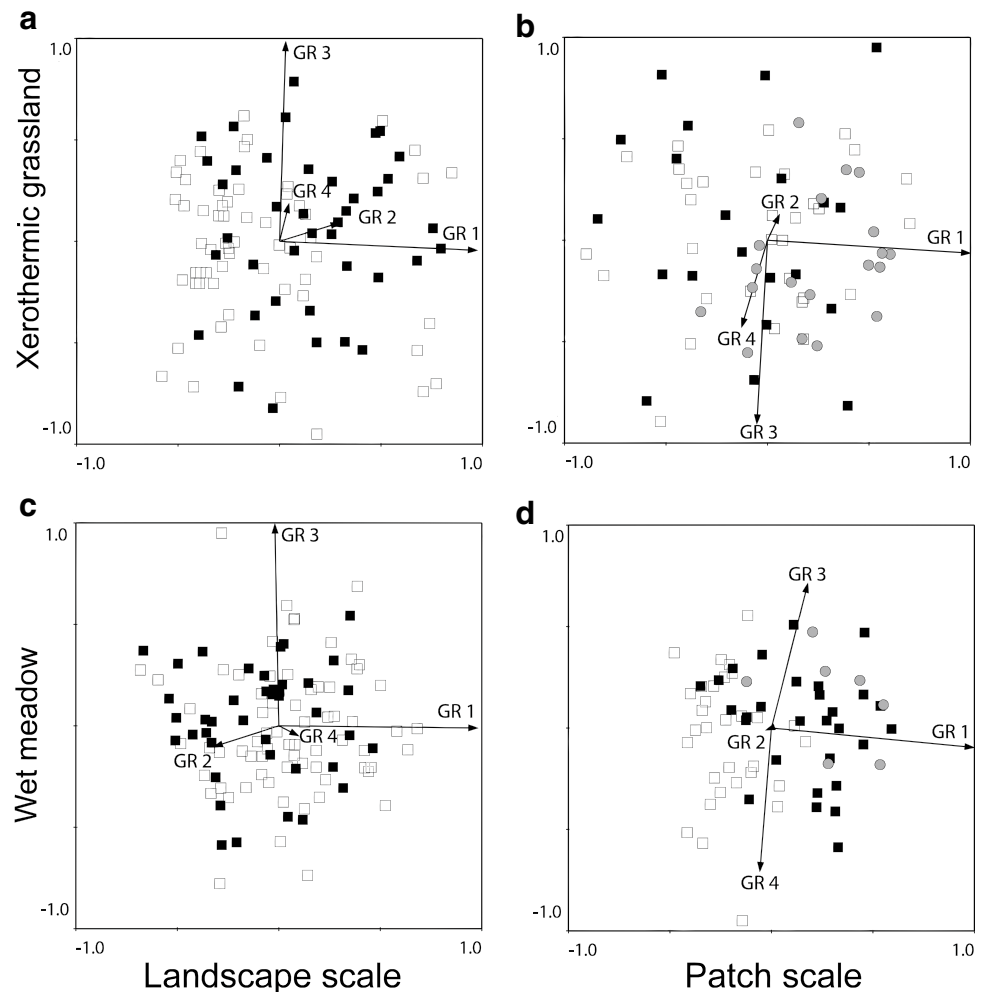 a
1.0
GR 3
GR 4
GR 2
GR 1
-1.0
-1.0
1.0
Xerothermic grassland
b
1.0
GR 2
GR 1
GR 4
GR 3
-1.0
-1.0
1.0
c
1.0
GR 3
GR 1
GR 4
GR 2
-1.0
-1.0
1.0
Wet meadow
Landscape scale
d
1.0
GR 3
GR 1
GR 2
GR 4
-1.0
-1.0
1.0
Patch scale